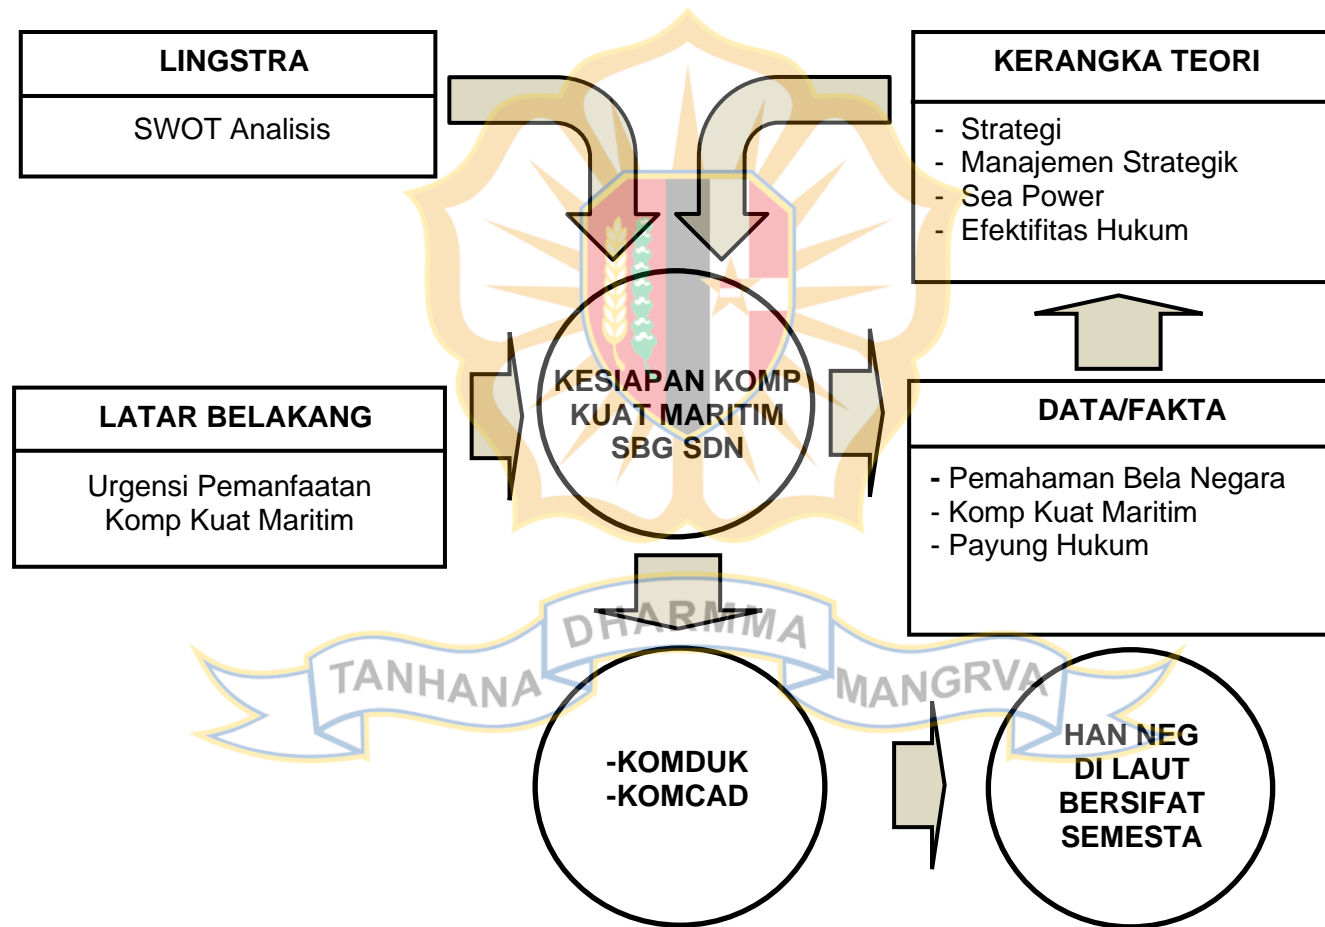 LINGSTRA
SWOT Analisis
KERANGKA TEORI
- Strategi
- Manajemen Strategik
- Sea Power
- Efektifitas Hukum
LATAR BELAKANG
Urgensi Pemanfaatan
Komp Kuat Maritim
KESIAPAN KOMP
KUAT MARITIM
SBG SDN
DATA/FAKTA
- Pemahaman Bela Negara
- Komp Kuat Maritim
- Payung Hukum
TANHANA DHARMMA MANGRVA
-KOMDUK
-KOMCAD
HAN NEG
DI LAUT
BERSIFAT
SEMESTA